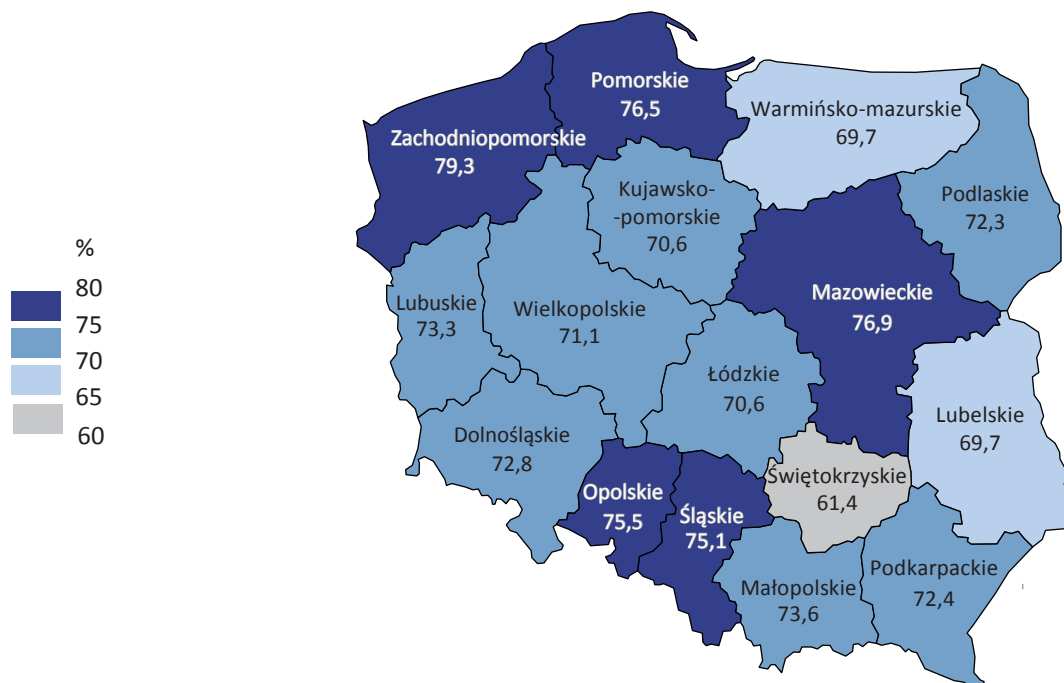 Pomorskie
76,5
Warmińsko-mazurskie
69,7
Zachodniopomorskie
79,3
Kujawsko-
-pomorskie
70,6
Podlaskie
72,3
%
80
75
70
65
60
Lubuskie
73,3
Wielkopolskie
71,1
Mazowieckie
76,9
Łódzkie
70,6
Lubelskie
69,7
Dolnośląskie
72,8
Opolskie
75,5
Śląskie
75,1
Świętokrzyskie
61,4
Małopolskie
73,6
Podkarpackie
72,4